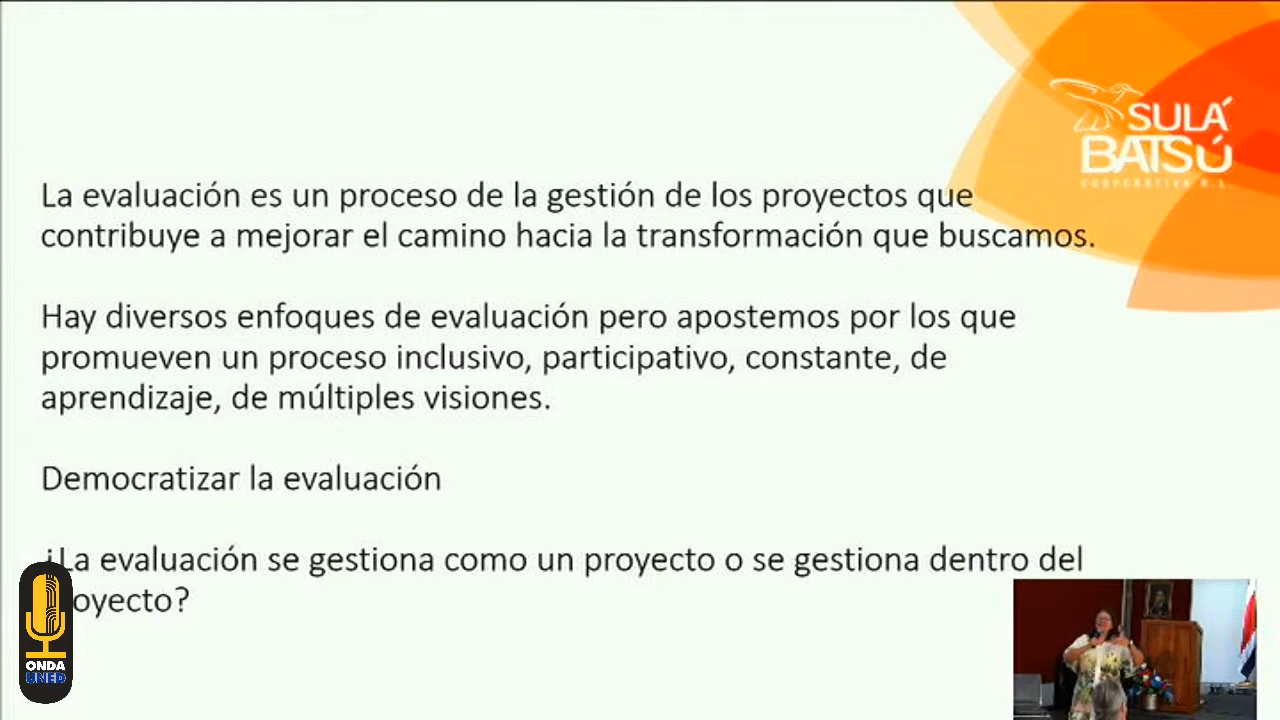 SULÁ
BATSÚ
COOPERATIVA R.L.
La evaluación es un proceso de la gestión de los proyectos que
contribuye a mejorar el camino hacia la transformación que buscamos.
Hay diversos enfoques de evaluación pero apostemos por los que
promueven un proceso inclusivo, participativo, constante, de
aprendizaje, de múltiples visiones.
Democratizar la evaluación
¿La evaluación se gestiona como un proyecto o se gestiona dentro del
oyecto?
ONDA
UNED